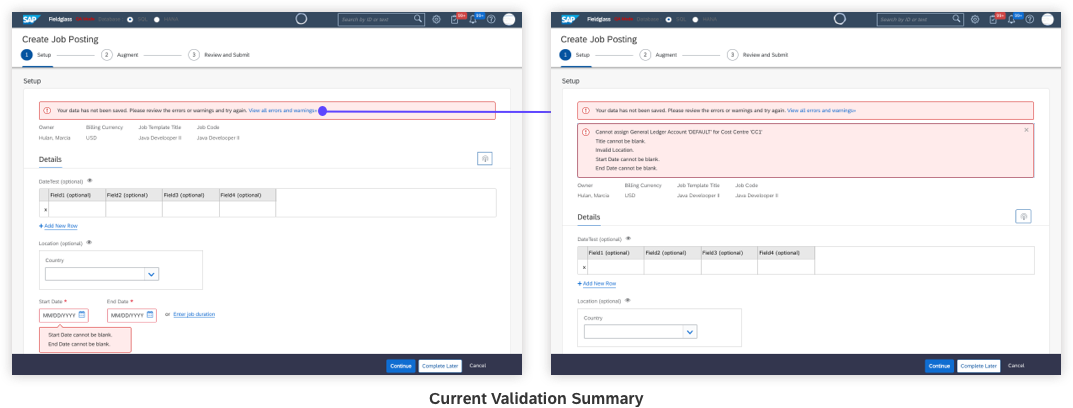 SAP Fieldglass Database SQL HANA Search by ID or text 99+ 99+
Create Job Posting
1 Setup 2 Augment 3 Review and Submit
Setup
Your data has not been saved. Please review the errors or warnings and try again. View all errors and warnings»
Owner Billing Currency Job Template Title Job Code
Hulan, Marcia USD Java Developer II Java Developer II
Details
DateTest (optional)
Field1 (optional) Field2 (optional) Field3 (optional) Field4 (optional)
x
+ Add New Row
Location (optional)
Country
Start Date * End Date *
MM/DD/YYYY MM/DD/YYYY or Enter job duration
Start Date cannot be blank.
End Date cannot be blank.
Continue Complete Later Cancel
SAP Fieldglass Database SQL HANA Search by ID or text 99+ 99+
Create Job Posting
1 Setup 2 Augment 3 Review and Submit
Setup
Your data has not been saved. Please review the errors or warnings and try again. View all errors and warnings»
Cannot assign General Ledger Account 'DEFAULT' for Cost Centre 'CC1'
Title cannot be blank.
Invalid Location.
Start Date cannot be blank.
End Date cannot be blank.
Owner Billing Currency Job Template Title Job Code
Hulan, Marcia USD Java Developer II Java Developer II
Details
DateTest (optional)
Field1 (optional) Field2 (optional) Field3 (optional) Field4 (optional)
x
+ Add New Row
Location (optional)
Country
Continue Complete Later Cancel
Current Validation Summary